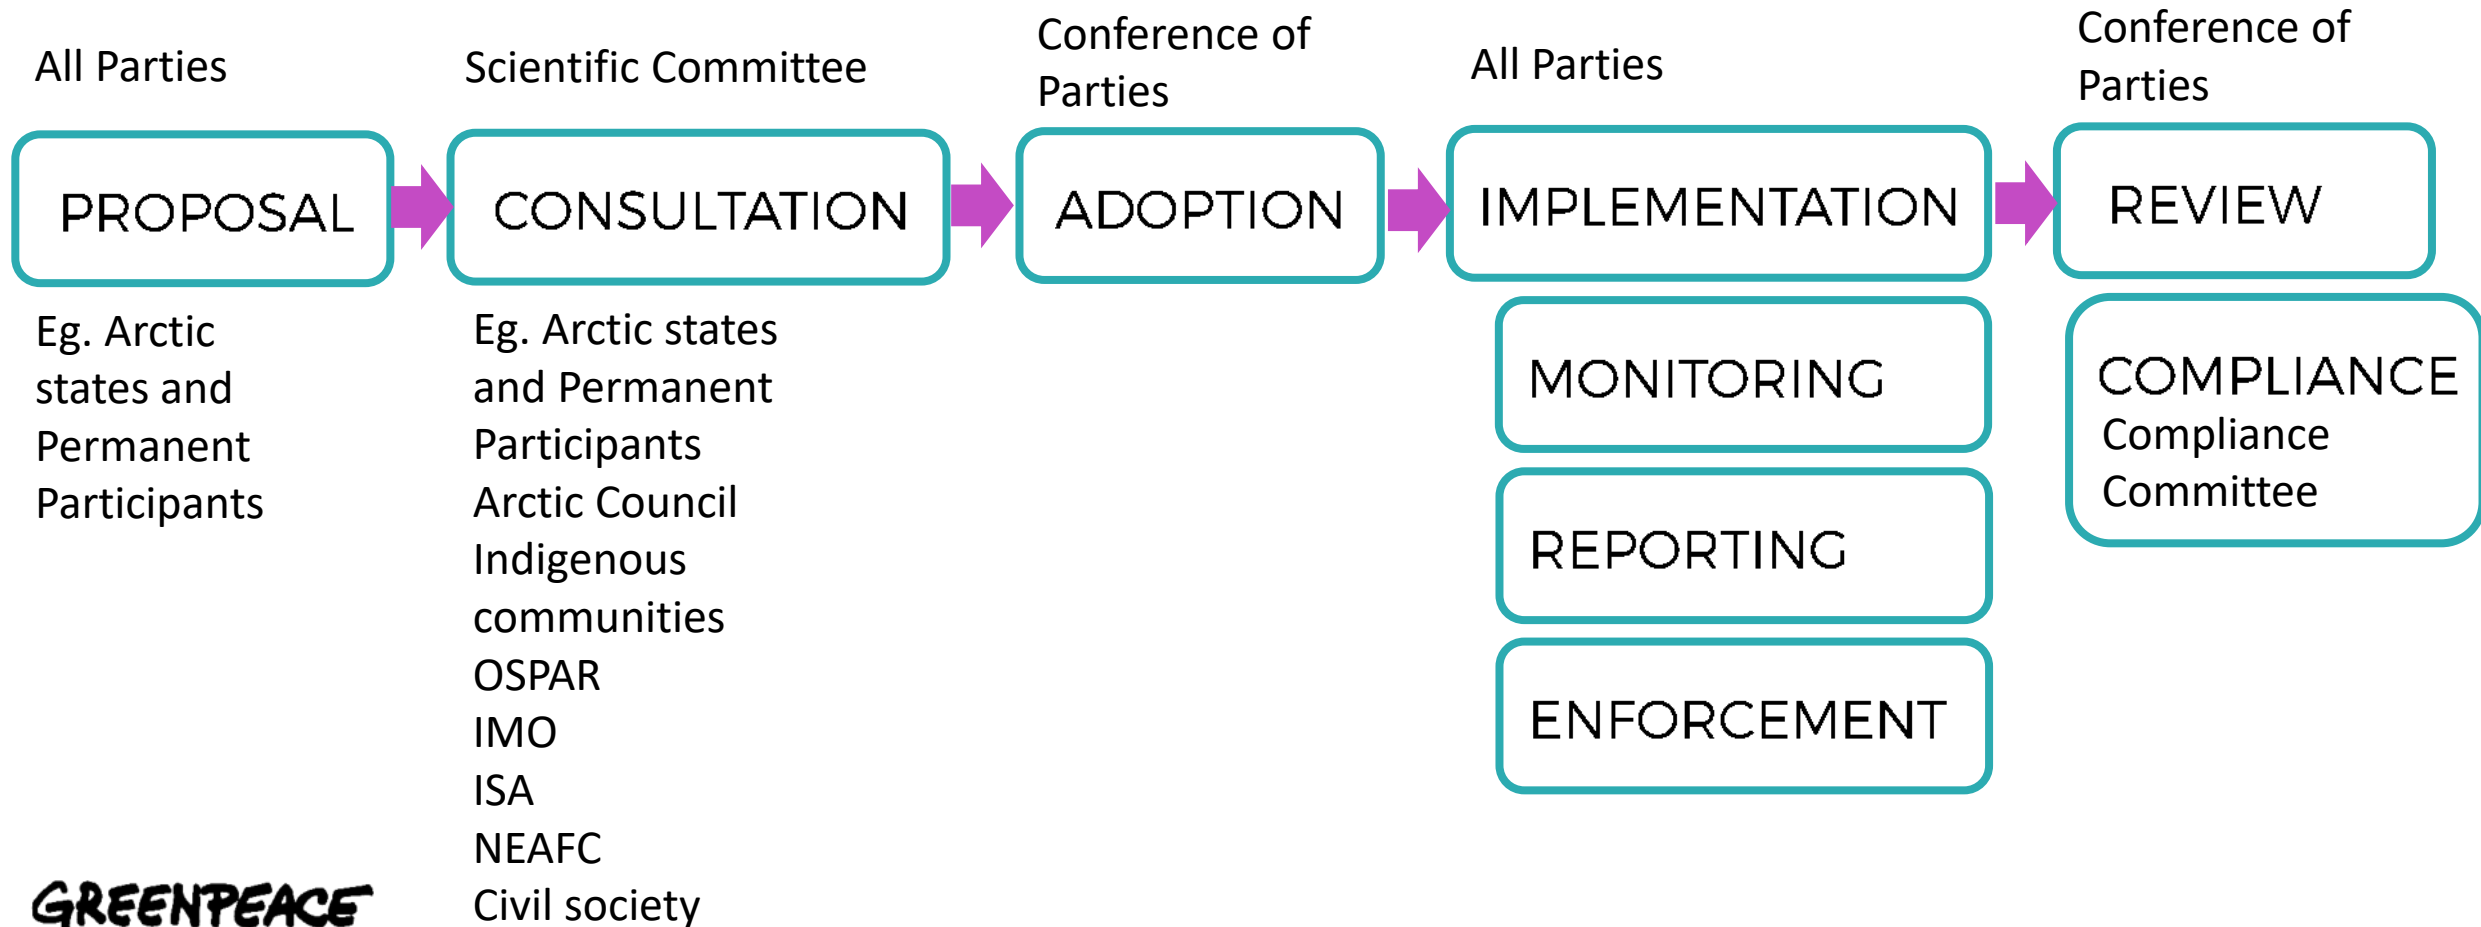 All Parties
PROPOSAL
Eg. Arctic
states and
Permanent
Participants
Scientific Committee
CONSULTATION
Eg. Arctic states
and Permanent
Participants
Arctic Council
Indigenous
communities
OSPAR
IMO
ISA
NEAFC
Civil society
Conference of
Parties
ADOPTION
All Parties
IMPLEMENTATION
MONITORING
REPORTING
ENFORCEMENT
Conference of
Parties
REVIEW
COMPLIANCE
Compliance
Committee
GREENPEACE